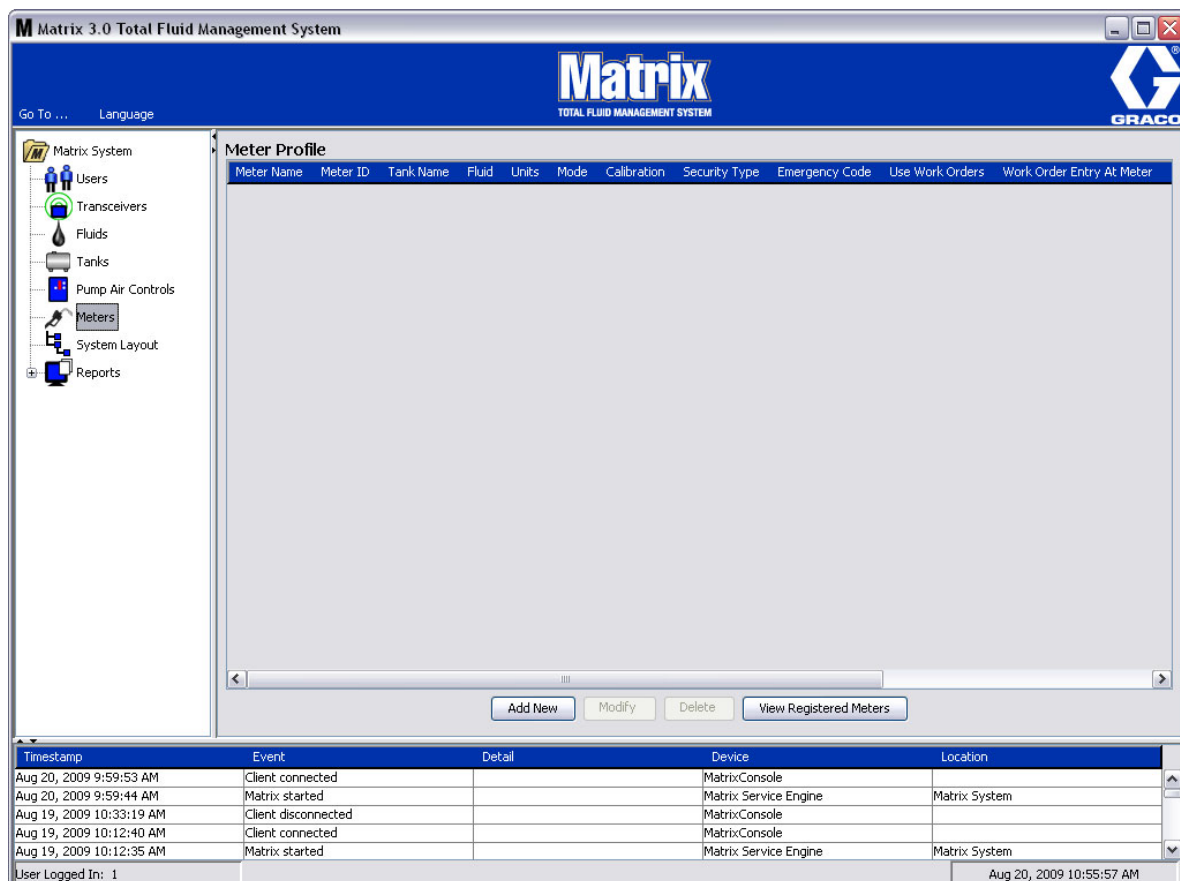 M Matrix 3.0 Total Fluid Management System
Matrix
TOTAL FLUID MANAGEMENT SYSTEM
®
GRACO
Go To ... Language
M Matrix System
Users
Transceivers
Fluids
Tanks
Pump Air Controls
Meters
System Layout
Reports
Meter Profile
Meter Name Meter ID Tank Name Fluid Units Mode Calibration Security Type Emergency Code Use Work Orders Work Order Entry At Meter
Add New Modify Delete View Registered Meters
Timestamp Event Detail Device Location
Aug 20, 2009 9:59:53 AM Client connected MatrixConsole
Aug 20, 2009 9:59:44 AM Matrix started Matrix Service Engine Matrix System
Aug 19, 2009 10:33:19 AM Client disconnected MatrixConsole
Aug 19, 2009 10:12:40 AM Client connected MatrixConsole
Aug 19, 2009 10:12:35 AM Matrix started Matrix Service Engine Matrix System
User Logged In: 1 Aug 20, 2009 10:55:57 AM